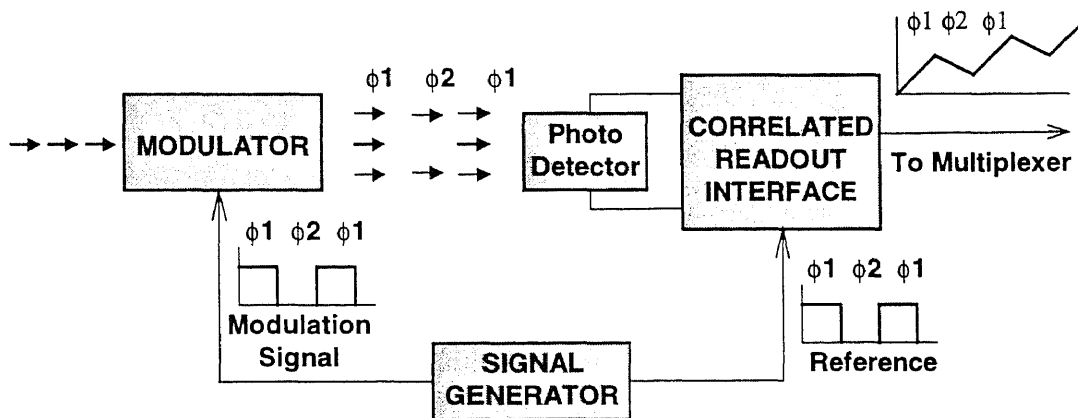 ϕ1 ϕ2 ϕ1
ϕ1 ϕ2 ϕ1
MODULATOR
Photo
Detector
CORRELATED
READOUT
INTERFACE
To Multiplexer
ϕ1 ϕ2 ϕ1
Modulation
Signal
ϕ1 ϕ2 ϕ1
Reference
SIGNAL
GENERATOR